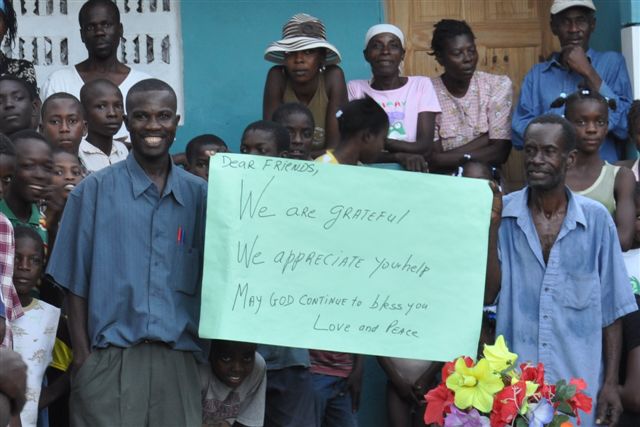 Dear FRIENDS,
We are grateful
We appreciate your help
May GOD continue to bless you
Love and Peace